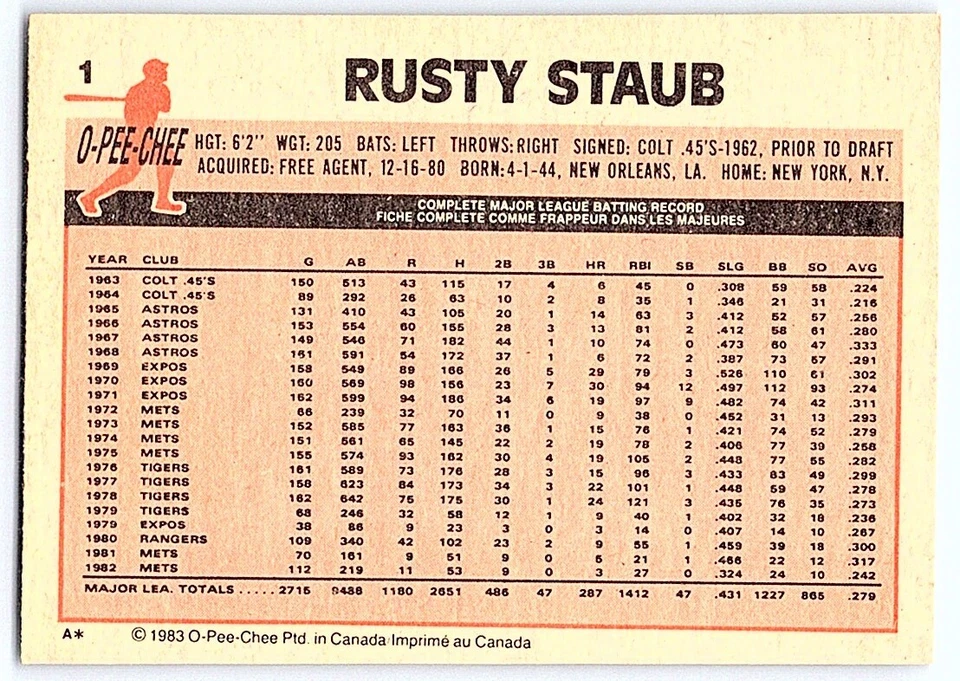 1
RUSTY STAUB
O-PEE-CHEE
HGT: 6'2" WGT: 205 BATS: LEFT THROWS: RIGHT SIGNED: COLT .45'S-1962, PRIOR TO DRAFT
ACQUIRED: FREE AGENT, 12-16-80 BORN: 4-1-44, NEW ORLEANS, LA. HOME: NEW YORK, N.Y.
COMPLETE MAJOR LEAGUE BATTING RECORD
FICHE COMPLETE COMME FRAPPEUR DANS LES MAJEURES
YEAR CLUB G AB R H 2B 3B HR RBI SB SLG BB SO AVG
1963 COLT .45'S 150 513 43 115 17 4 6 45 0 .308 59 58 .224
1964 COLT .45'S 89 292 26 63 10 2 8 35 1 .346 21 31 .216
1965 ASTROS 131 410 43 105 20 1 14 63 3 .412 52 57 .256
1966 ASTROS 153 554 60 155 28 3 13 81 2 .412 58 61 .280
1967 ASTROS 149 546 71 182 44 1 10 74 0 .473 60 47 .333
1968 ASTROS 161 591 54 172 37 1 6 72 2 .387 73 57 .291
1969 EXPOS 158 549 89 166 26 5 29 79 3 .526 110 61 .302
1970 EXPOS 160 569 98 156 23 7 30 94 12 .497 112 93 .274
1971 EXPOS 162 599 94 186 34 6 19 97 9 .482 74 42 .311
1972 METS 66 239 32 70 11 0 9 38 0 .452 31 13 .293
1973 METS 152 585 77 163 36 1 15 76 1 .421 74 52 .279
1974 METS 151 561 65 145 22 2 19 78 2 .406 77 39 .258
1975 METS 155 574 93 162 30 4 19 105 2 .448 77 55 .282
1976 TIGERS 161 589 73 176 28 3 15 96 3 .433 83 49 .299
1977 TIGERS 158 623 84 173 34 3 22 101 1 .448 59 47 .278
1978 TIGERS 162 642 75 175 30 1 24 121 3 .435 76 35 .273
1979 TIGERS 68 246 32 58 12 1 9 40 1 .402 32 18 .236
1979 EXPOS 38 86 9 23 3 0 3 14 0 .407 14 10 .267
1980 RANGERS 109 340 42 102 23 2 9 55 1 .459 39 18 .300
1981 METS 70 161 9 51 9 0 5 21 1 .466 22 12 .317
1982 METS 112 219 11 53 9 0 3 27 0 .324 24 10 .242
MAJOR LEA. TOTALS ..... 2715 9488 1180 2651 486 47 287 1412 47 .431 1227 865 .279
A* © 1983 O-Pee-Chee Ptd. in Canada/Imprimé au Canada